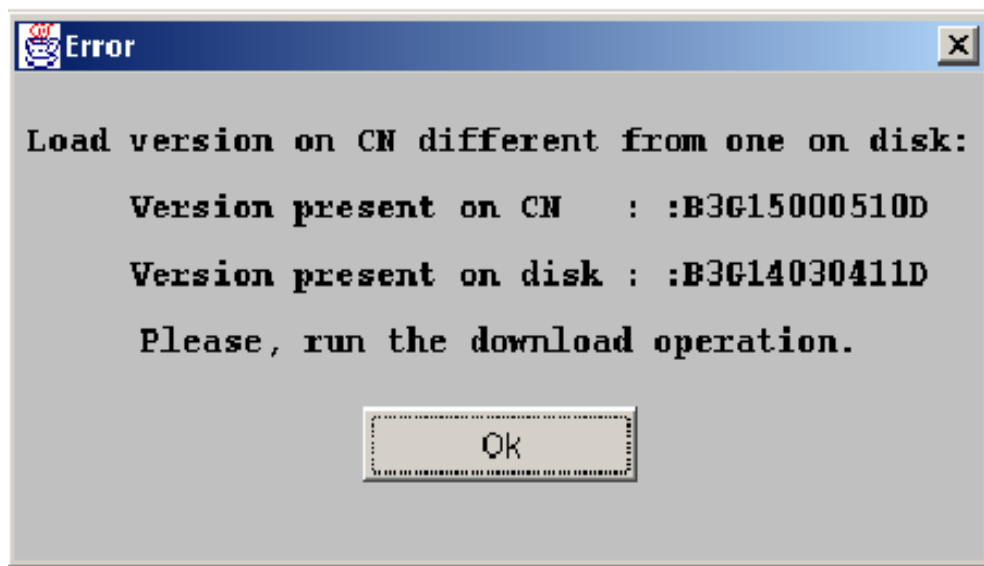 Error
Load version on CN different from one on disk:
Version present on CN : :B3G15000510D
Version present on disk : :B3G14030411D
Please, run the download operation.
Ok